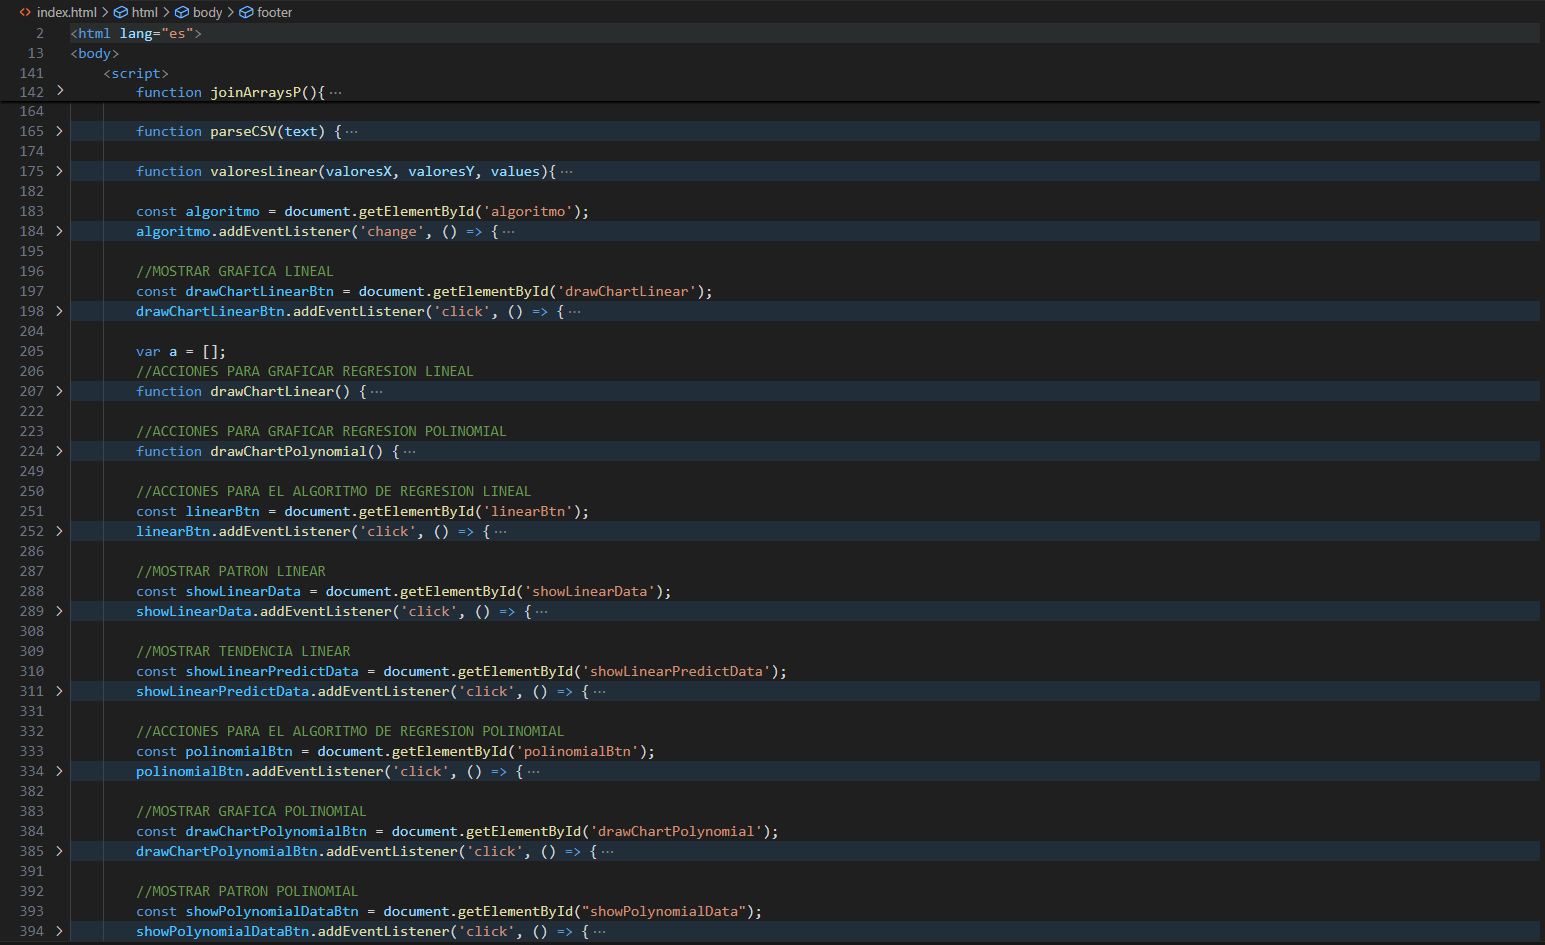 <> index.html > html > body > footer
2 <html lang="es">
13 <body>
141 <script>
142 > function joinArraysP(){ ···
164
165 > function parseCSV(text) { ···
174
175 > function valoresLinear(valoresX, valoresY, values){ ···
182
183 const algoritmo = document.getElementById('algoritmo');
184 > algoritmo.addEventListener('change', () => { ···
195
196 //MOSTRAR GRAFICA LINEAL
197 const drawChartLinearBtn = document.getElementById('drawChartLinear');
198 > drawChartLinearBtn.addEventListener('click', () => { ···
204
205 var a = [];
206 //ACCIONES PARA GRAFICAR REGRESION LINEAL
207 > function drawChartLinear() { ···
222
223 //ACCIONES PARA GRAFICAR REGRESION POLINOMIAL
224 > function drawChartPolynomial() { ···
249
250 //ACCIONES PARA EL ALGORITMO DE REGRESION LINEAL
251 const linearBtn = document.getElementById('linearBtn');
252 > linearBtn.addEventListener('click', () => { ···
286
287 //MOSTRAR PATRON LINEAR
288 const showLinearData = document.getElementById('showLinearData');
289 > showLinearData.addEventListener('click', () => { ···
308
309 //MOSTRAR TENDENCIA LINEAR
310 const showLinearPredictData = document.getElementById('showLinearPredictData');
311 > showLinearPredictData.addEventListener('click', () => { ···
331
332 //ACCIONES PARA EL ALGORITMO DE REGRESION POLINOMIAL
333 const polinomialBtn = document.getElementById('polinomialBtn');
334 > polinomialBtn.addEventListener('click', () => { ···
382
383 //MOSTRAR GRAFICA POLINOMIAL
384 const drawChartPolynomialBtn = document.getElementById('drawChartPolynomial');
385 > drawChartPolynomialBtn.addEventListener('click', () => { ···
391
392 //MOSTRAR PATRON POLINOMIAL
393 const showPolynomialDataBtn = document.getElementById("showPolynomialData");
394 > showPolynomialDataBtn.addEventListener('click', () => { ···